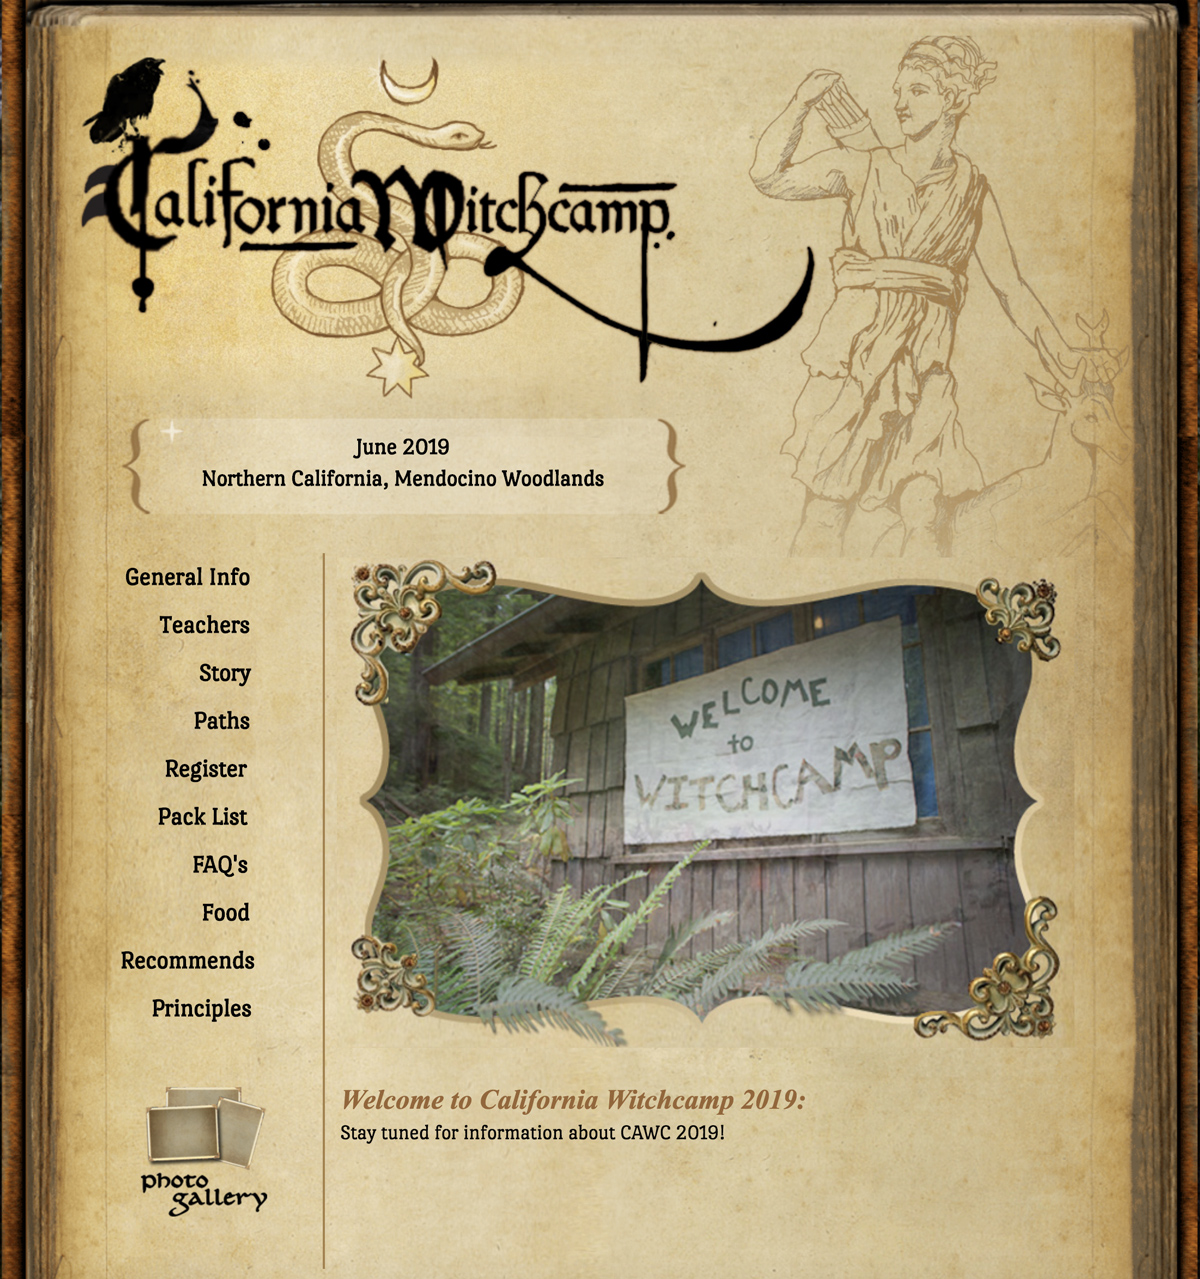 California Witchcamp.
June 2019
Northern California, Mendocino Woodlands
General Info
Teachers
Story
Paths
Register
Pack List
FAQ's
Food
Recommends
Principles
photo
gallery
WELCOME
to
WITCHCAMP
Welcome to California Witchcamp 2019:
Stay tuned for information about CAWC 2019!